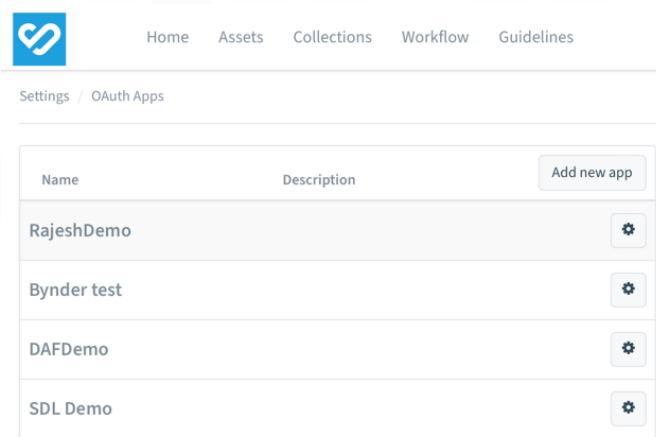 Home Assets Collections Workflow Guidelines
Settings / OAuth Apps
Name Description Add new app
RajeshDemo
Bynder test
DAFDemo
SDL Demo